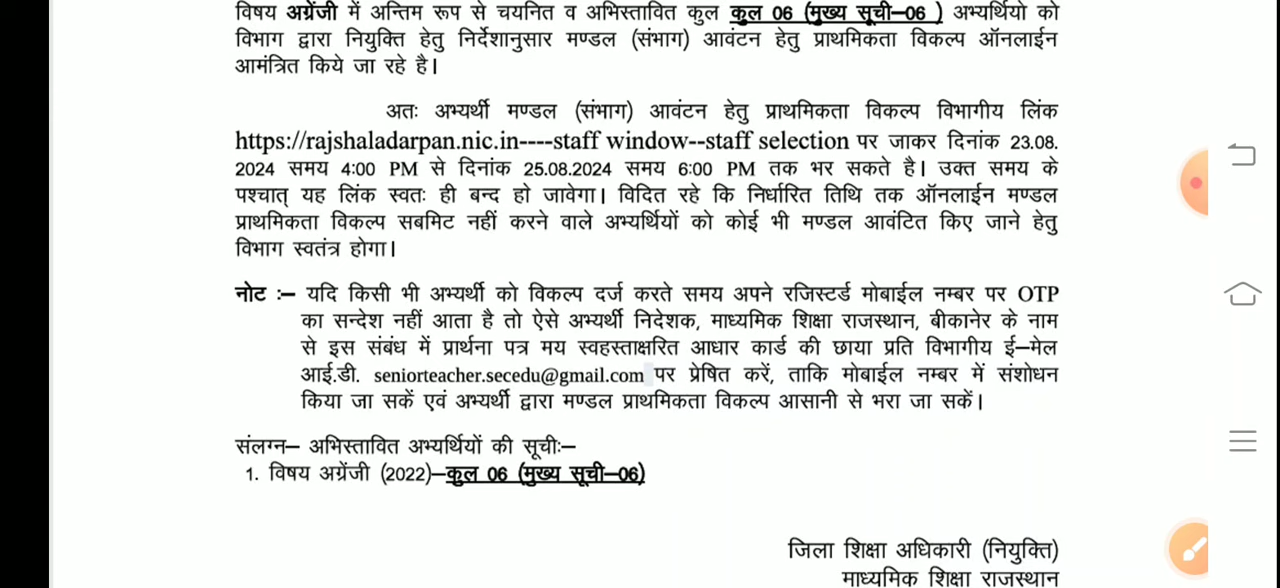 विषय अग्रेंजी में अन्तिम रूप से चयनित व अभिस्तावित कुल कुल 06 (मुख्य सूची–06 ) अभ्यर्थियो को
विभाग द्वारा नियुक्ति हेतु निर्देशानुसार मण्डल (संभाग) आवंटन हेतु प्राथमिकता विकल्प ऑनलाईन
आमंत्रित किये जा रहे है।
अतः अभ्यर्थी मण्डल (संभाग) आवंटन हेतु प्राथमिकता विकल्प विभागीय लिंक
https://rajshaladarpan.nic.in----staff window--staff selection पर जाकर दिनांक 23.08.
2024 समय 4:00 PM से दिनांक 25.08.2024 समय 6:00 PM तक भर सकते है। उक्त समय के
पश्चात् यह लिंक स्वतः ही बन्द हो जावेगा। विदित रहे कि निर्धारित तिथि तक ऑनलाईन मण्डल
प्राथमिकता विकल्प सबमिट नहीं करने वाले अभ्यर्थियों को कोई भी मण्डल आवंटित किए जाने हेतु
विभाग स्वतंत्र होगा।
नोट :– यदि किसी भी अभ्यर्थी को विकल्प दर्ज करते समय अपने रजिस्टर्ड मोबाईल नम्बर पर OTP
का सन्देश नहीं आता है तो ऐसे अभ्यर्थी निदेशक, माध्यमिक शिक्षा राजस्थान, बीकानेर के नाम
से इस संबंध में प्रार्थना पत्र मय स्वहस्ताक्षरित आधार कार्ड की छाया प्रति विभागीय ई–मेल
आई.डी. seniorteacher.secedu@gmail.com पर प्रेषित करें, ताकि मोबाईल नम्बर में संशोधन
किया जा सकें एवं अभ्यर्थी द्वारा मण्डल प्राथमिकता विकल्प आसानी से भरा जा सकें।
संलग्न– अभिस्तावित अभ्यर्थियों की सूचीः–
1. विषय अग्रेंजी (2022)–कुल 06 (मुख्य सूची–06)
जिला शिक्षा अधिकारी (नियुक्ति)
माध्यमिक शिक्षा राजस्थान